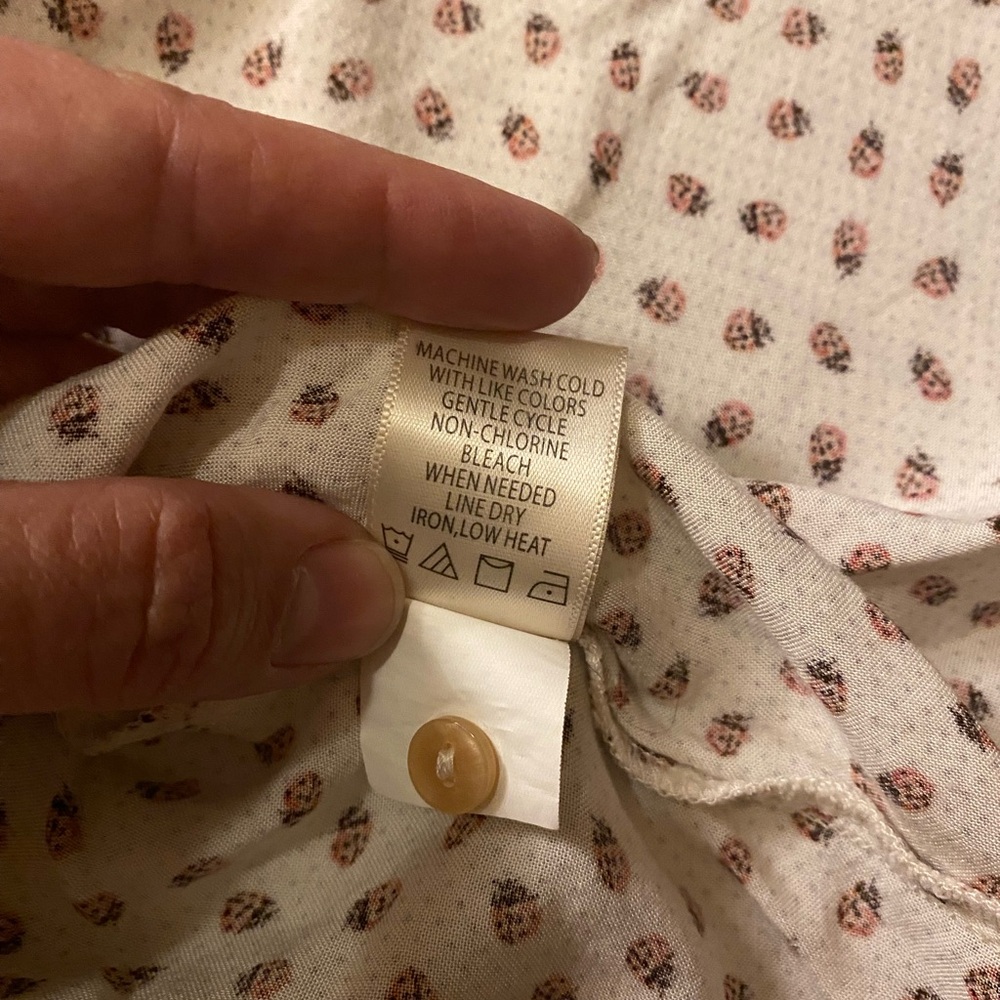 MACHINE WASH COLD
WITH LIKE COLORS
GENTLE CYCLE
NON-CHLORINE
BLEACH
WHEN NEEDED
LINE DRY
IRON,LOW HEAT